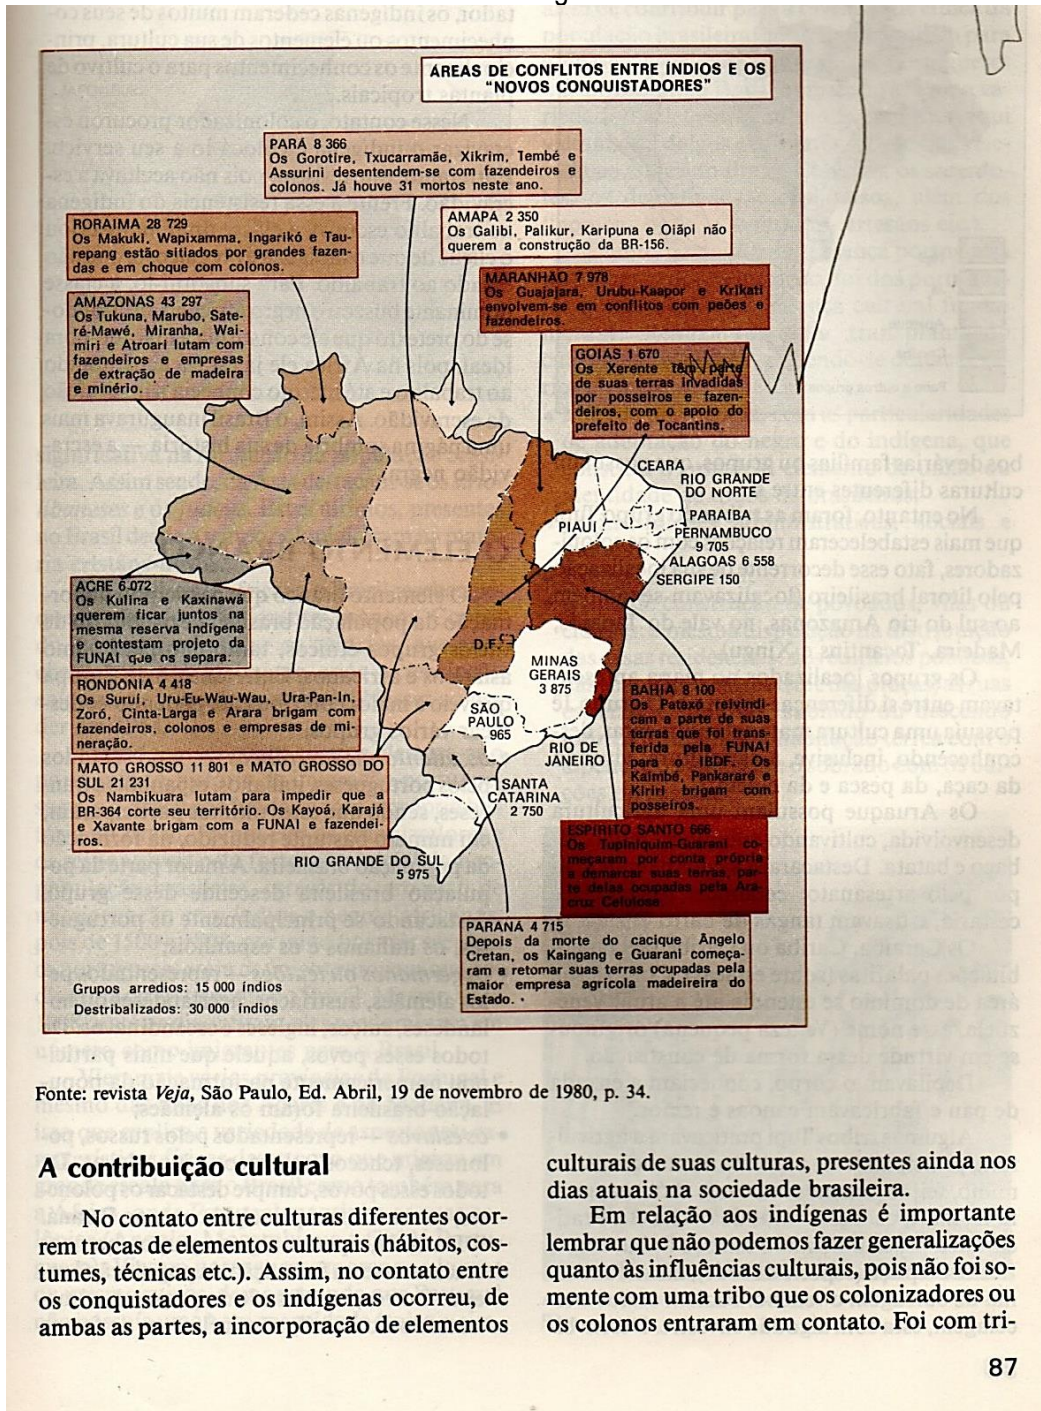 ÁREAS DE CONFLITOS ENTRE ÍNDIOS E OS
"NOVOS CONQUISTADORES"
PARÁ 8 366
Os Gorotire, Txucarramãe, Xikrim, Tembé e
Assurini desentendem-se com fazendeiros e
colonos. Já houve 31 mortos neste ano.
RORAIMA 28 729
Os Makuki, Wapixamma, Ingarikó e Tau-
repang estão sitiados por grandes fazen-
das e em choque com colonos.
AMAPÁ 2 350
Os Galibi, Palikur, Karipuna e Oiãpi não
querem a construção da BR-156.
MARANHÃO 7 978
Os Guajajara, Urubu-Kaapor e Krikati
envolvem-se em conflitos com peões e
fazendeiros.
AMAZONAS 43 297
Os Tukuna, Marubo, Sate-
ré-Mawé, Miranha, Wai-
miri e Atroari lutam com
fazendeiros e empresas
de extração de madeira
e minério.
GOIÁS 1 670
Os Xerente têm parte
de suas terras invadidas
por posseiros e fazen-
deiros, com o apoio do
prefeito de Tocantins.
CEARÁ
RIO GRANDE
DO NORTE
PIAUÍ
PARAÍBA
PERNAMBUCO
9 705
ALAGOAS 6 558
SERGIPE 150
ACRE 6.072
Os Kulira e Kaxinawá
querem ficar juntos na
mesma reserva indígena
e contestam projeto da
FUNAI que os separa.
D.F.
MINAS
GERAIS
3 875
RONDÔNIA 4 418
Os Suruí, Uru-Eu-Wau-Wau, Ura-Pan-In,
Zoró, Cinta-Larga e Arara brigam com
fazendeiros, colonos e empresas de mi-
neração.
SÃO
PAULO
965
RIO DE
JANEIRO
BAHIA 8 100
Os Pataxó reivindi-
cam a parte de suas
terras que foi trans-
ferida pela FUNAI
para o IBDF. Os
Kaimbé, Pankararé e
Kiriri brigam com
posseiros.
MATO GROSSO 11 801 e MATO GROSSO DO
SUL 21 231
Os Nambikuara lutam para impedir que a
BR-364 corte seu território. Os Kayoá, Karajá
e Xavante brigam com a FUNAI e fazendei-
ros.
SANTA
CATARINA
2 750
ESPÍRITO SANTO 666
Os Tupiniquim-Guarani co-
meçaram por conta própria
a demarcar suas terras, par-
te delas ocupadas pela Ara-
cruz Celulose.
RIO GRANDE DO SUL
5 975
PARANÁ 4 715
Depois da morte do cacique Ângelo
Cretan, os Kaingang e Guarani começa-
ram a retomar suas terras ocupadas pela
maior empresa agrícola madeireira do
Estado.
Grupos arredios: 15 000 índios
Destribalizados: 30 000 índios
Fonte: revista Veja, São Paulo, Ed. Abril, 19 de novembro de 1980, p. 34.
A contribuição cultural
No contato entre culturas diferentes ocor-
rem trocas de elementos culturais (hábitos, cos-
tumes, técnicas etc.). Assim, no contato entre
os conquistadores e os indígenas ocorreu, de
ambas as partes, a incorporação de elementos
culturais de suas culturas, presentes ainda nos
dias atuais na sociedade brasileira.
Em relação aos indígenas é importante
lembrar que não podemos fazer generalizações
quanto às influências culturais, pois não foi so-
mente com uma tribo que os colonizadores ou
os colonos entraram em contato. Foi com tri-
87